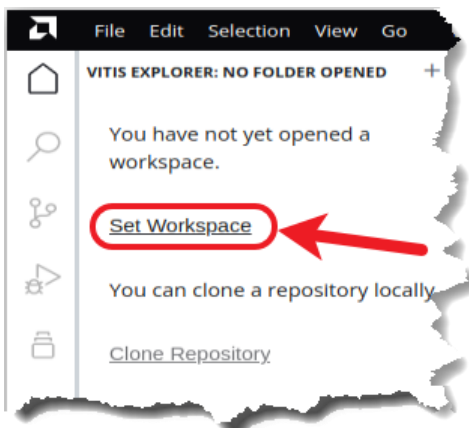 File Edit Selection View Go
VITIS EXPLORER: NO FOLDER OPENED +
You have not yet opened a
workspace.
Set Workspace
You can clone a repository locally
Clone Repository